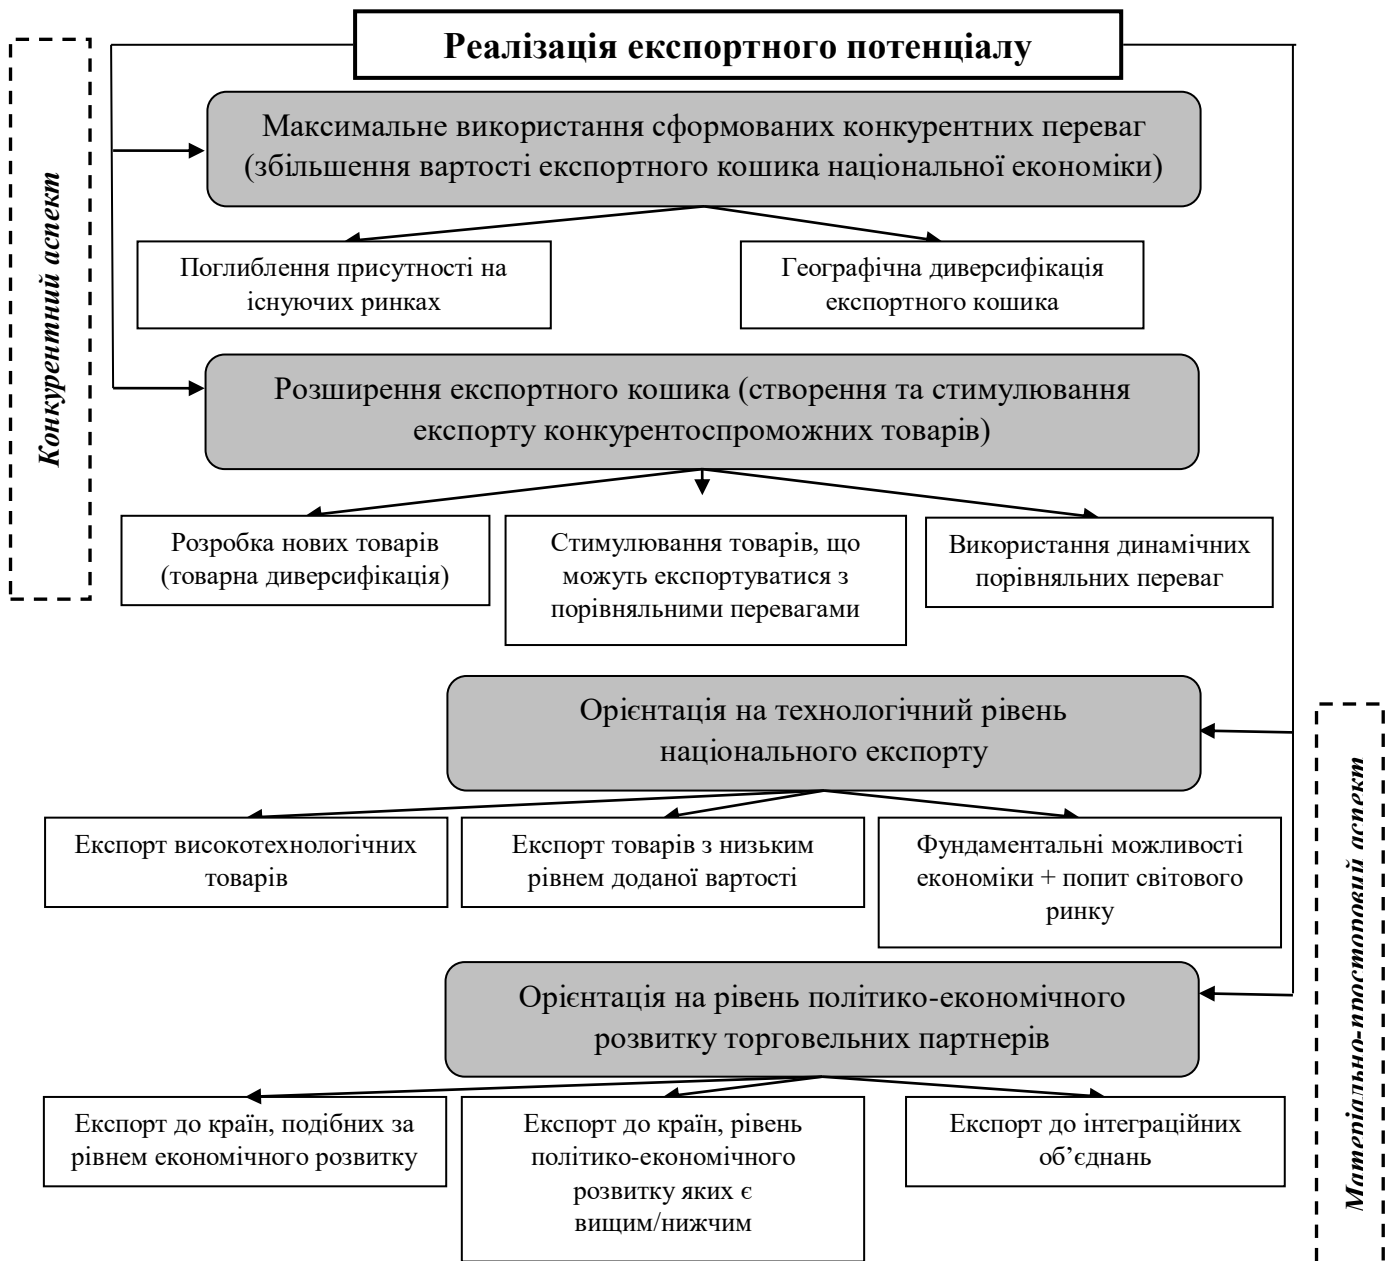 Реалізація експортного потенціалу
Конкурентний аспект
Максимальне використання сформованих конкурентних переваг
(збільшення вартості експортного кошика національної економіки)
Поглиблення присутності на
існуючих ринках
Географічна диверсифікація
експортного кошика
Розширення експортного кошика (створення та стимулювання
експорту конкурентоспроможних товарів)
Розробка нових товарів
(товарна диверсифікація)
Стимулювання товарів, що
можуть експортуватися з
порівняльними перевагами
Використання динамічних
порівняльних переваг
Матеріально-просторовий аспект
Орієнтація на технологічний рівень
національного експорту
Експорт високотехнологічних
товарів
Експорт товарів з низьким
рівнем доданої вартості
Фундаментальні можливості
економіки + попит світового
ринку
Орієнтація на рівень політико-економічного
розвитку торговельних партнерів
Експорт до країн, подібних за
рівнем економічного розвитку
Експорт до країн, рівень
політико-економічного
розвитку яких є
вищим/нижчим
Експорт до інтеграційних
об’єднань